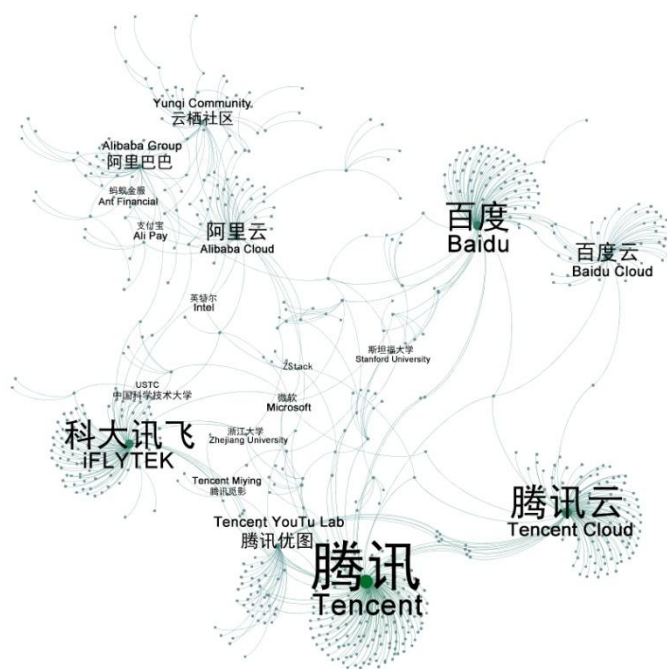 Yunqi Community.
云栖社区
Alibaba Group
阿里巴巴
蚂蚁金服
Ant Financial
支付宝
Ali Pay
阿里云
Alibaba Cloud
百度
Baidu
百度云
Baidu Cloud
英特尔
Intel
斯坦福大学
Stanford University
ZStack
USTC
中国科学技术大学
微软
Microsoft
科大讯飞
iFLYTEK
浙江大学
Zhejiang University
Tencent Miying
腾讯觅影
腾讯云
Tencent Cloud
Tencent YouTu Lab
腾讯优图
腾讯
Tencent